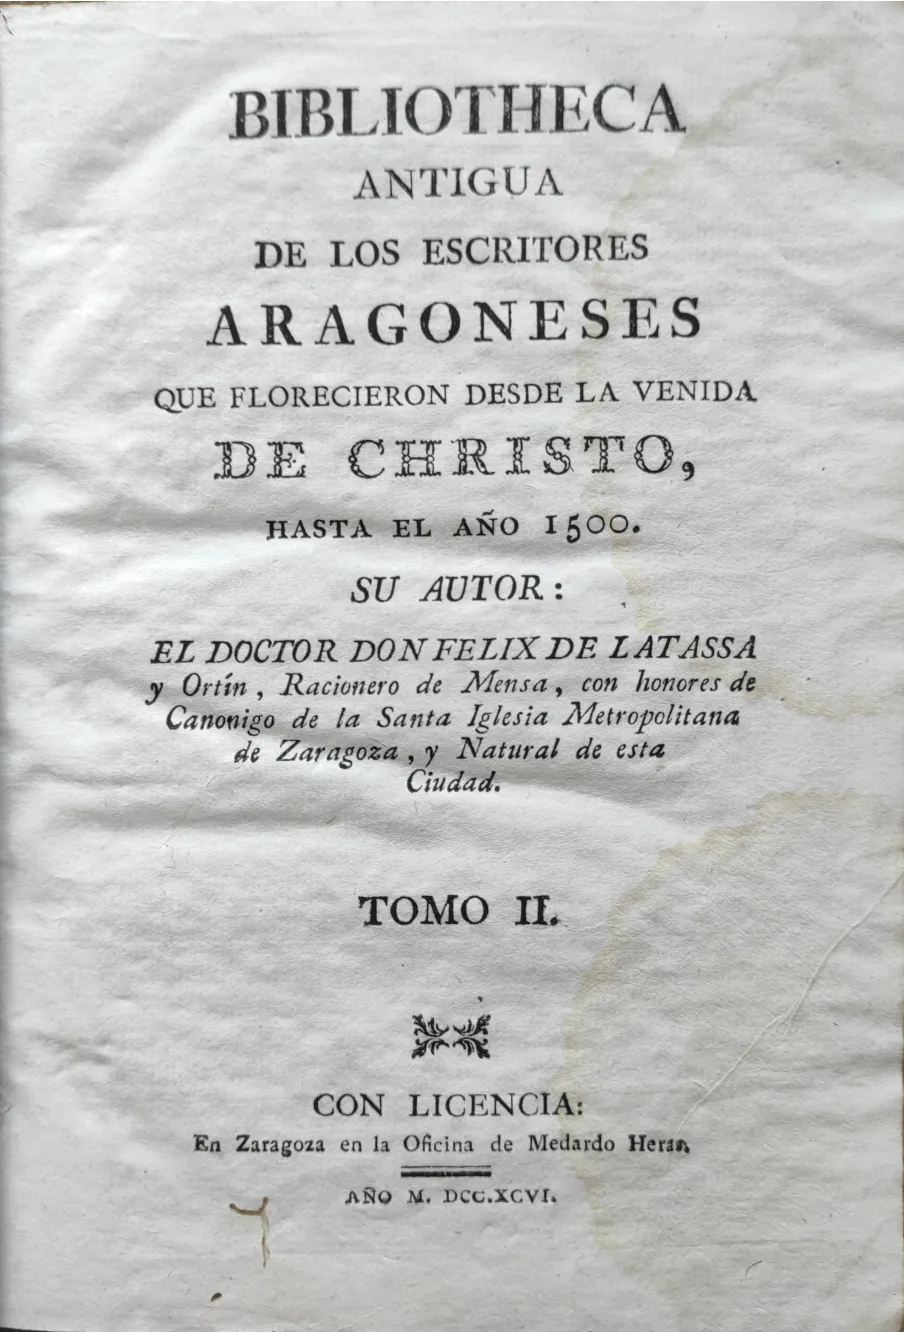 BIBLIOTHECA
ANTIGUA
DE LOS ESCRITORES
ARAGONESES
QUE FLORECIERON DESDE LA VENIDA
DE CHRISTO,
HASTA EL AÑO 1500.
SU AUTOR:
EL DOCTOR DON FELIX DE LATASSA
y Ortín, Racionero de Mensa, con honores de
Canonigo de la Santa Iglesia Metropolitana
de Zaragoza, y Natural de esta
Ciudad.
TOMO II.
CON LICENCIA:
En Zaragoza en la Oficina de Medardo Heras,
AÑO M. DCC.XCVI.